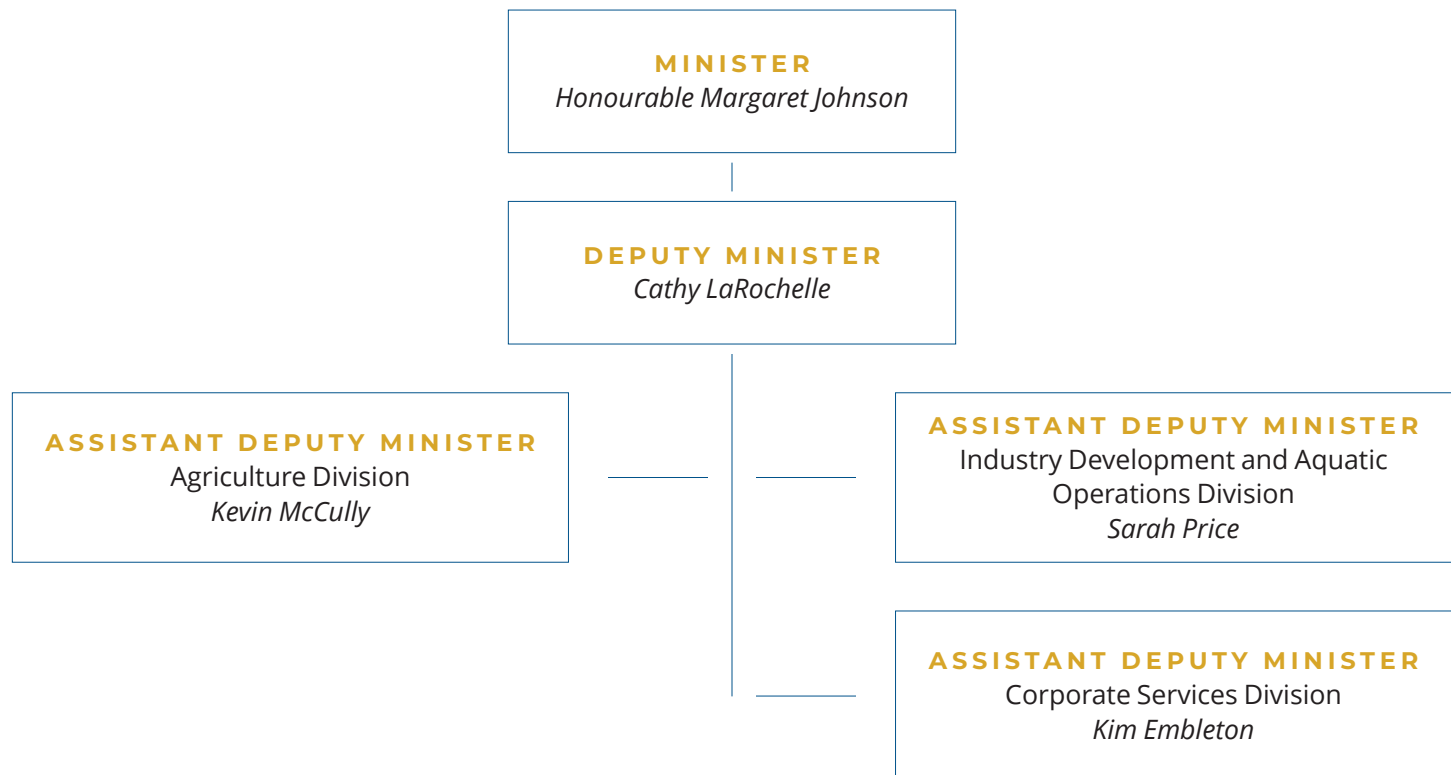 MINISTER
Honourable Margaret Johnson
DEPUTY MINISTER
Cathy LaRochelle
ASSISTANT DEPUTY MINISTER
Agriculture Division
Kevin McCully
ASSISTANT DEPUTY MINISTER
Industry Development and Aquatic
Operations Division
Sarah Price
ASSISTANT DEPUTY MINISTER
Corporate Services Division
Kim Embleton